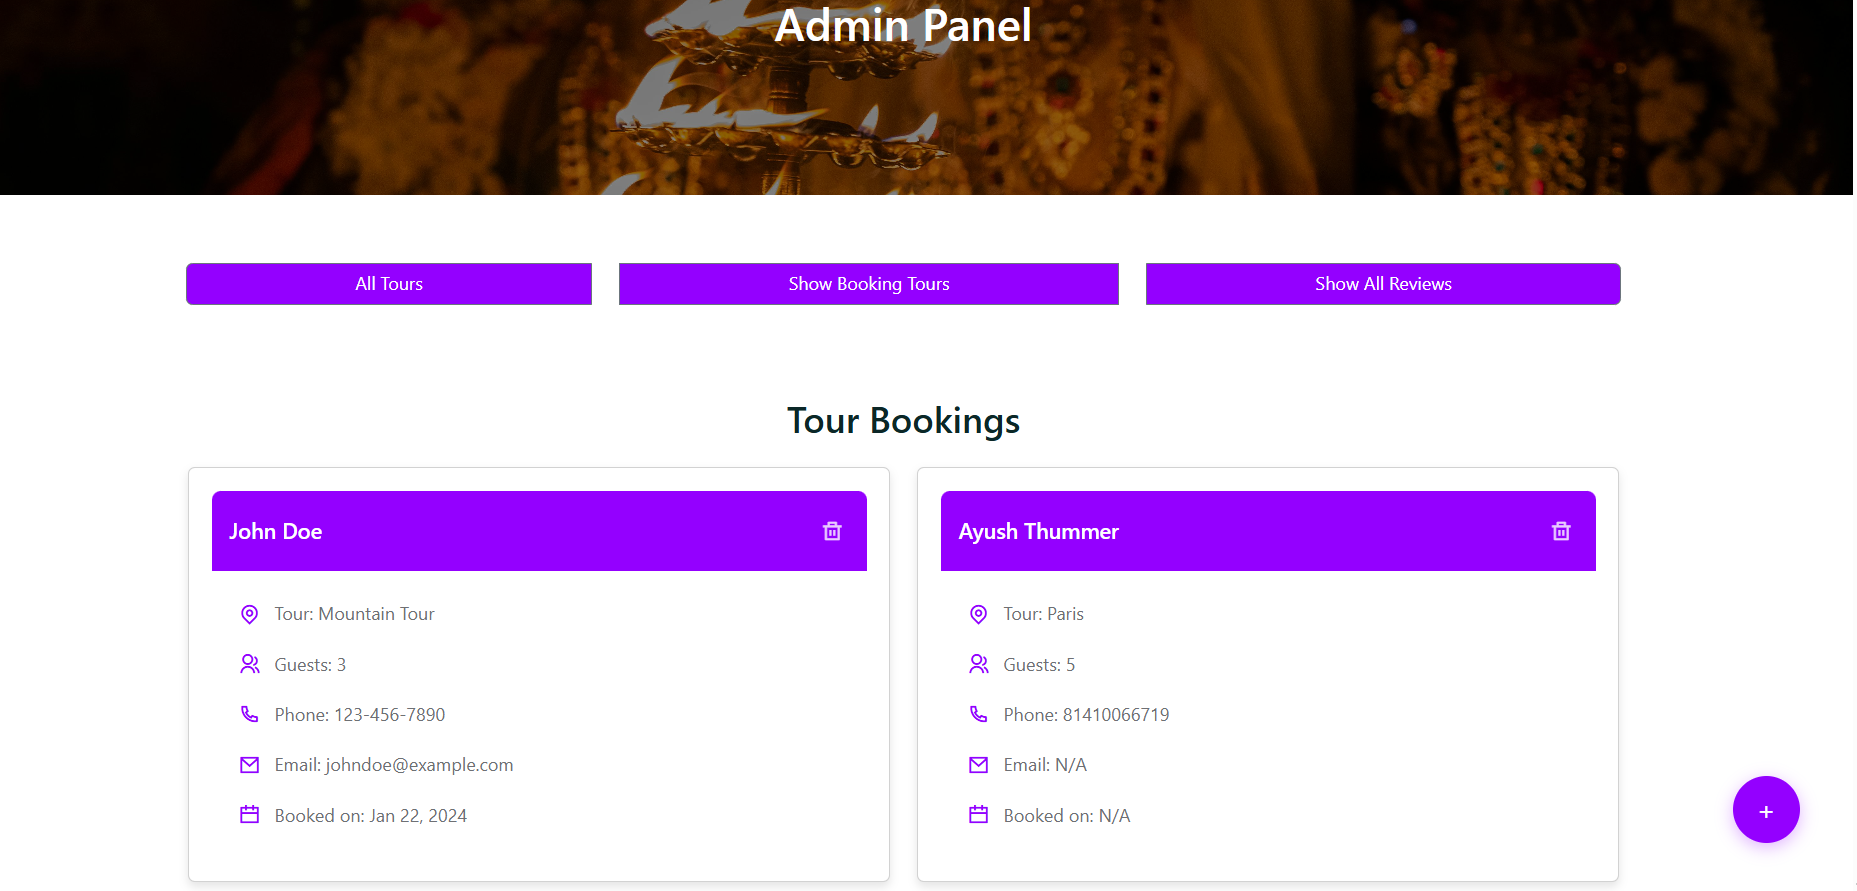 Admin Panel
All Tours
Show Booking Tours
Show All Reviews
Tour Bookings
John Doe
Tour: Mountain Tour
Guests: 3
Phone: 123-456-7890
Email: johndoe@example.com
Booked on: Jan 22, 2024
Ayush Thummer
Tour: Paris
Guests: 5
Phone: 81410066719
Email: N/A
Booked on: N/A
+